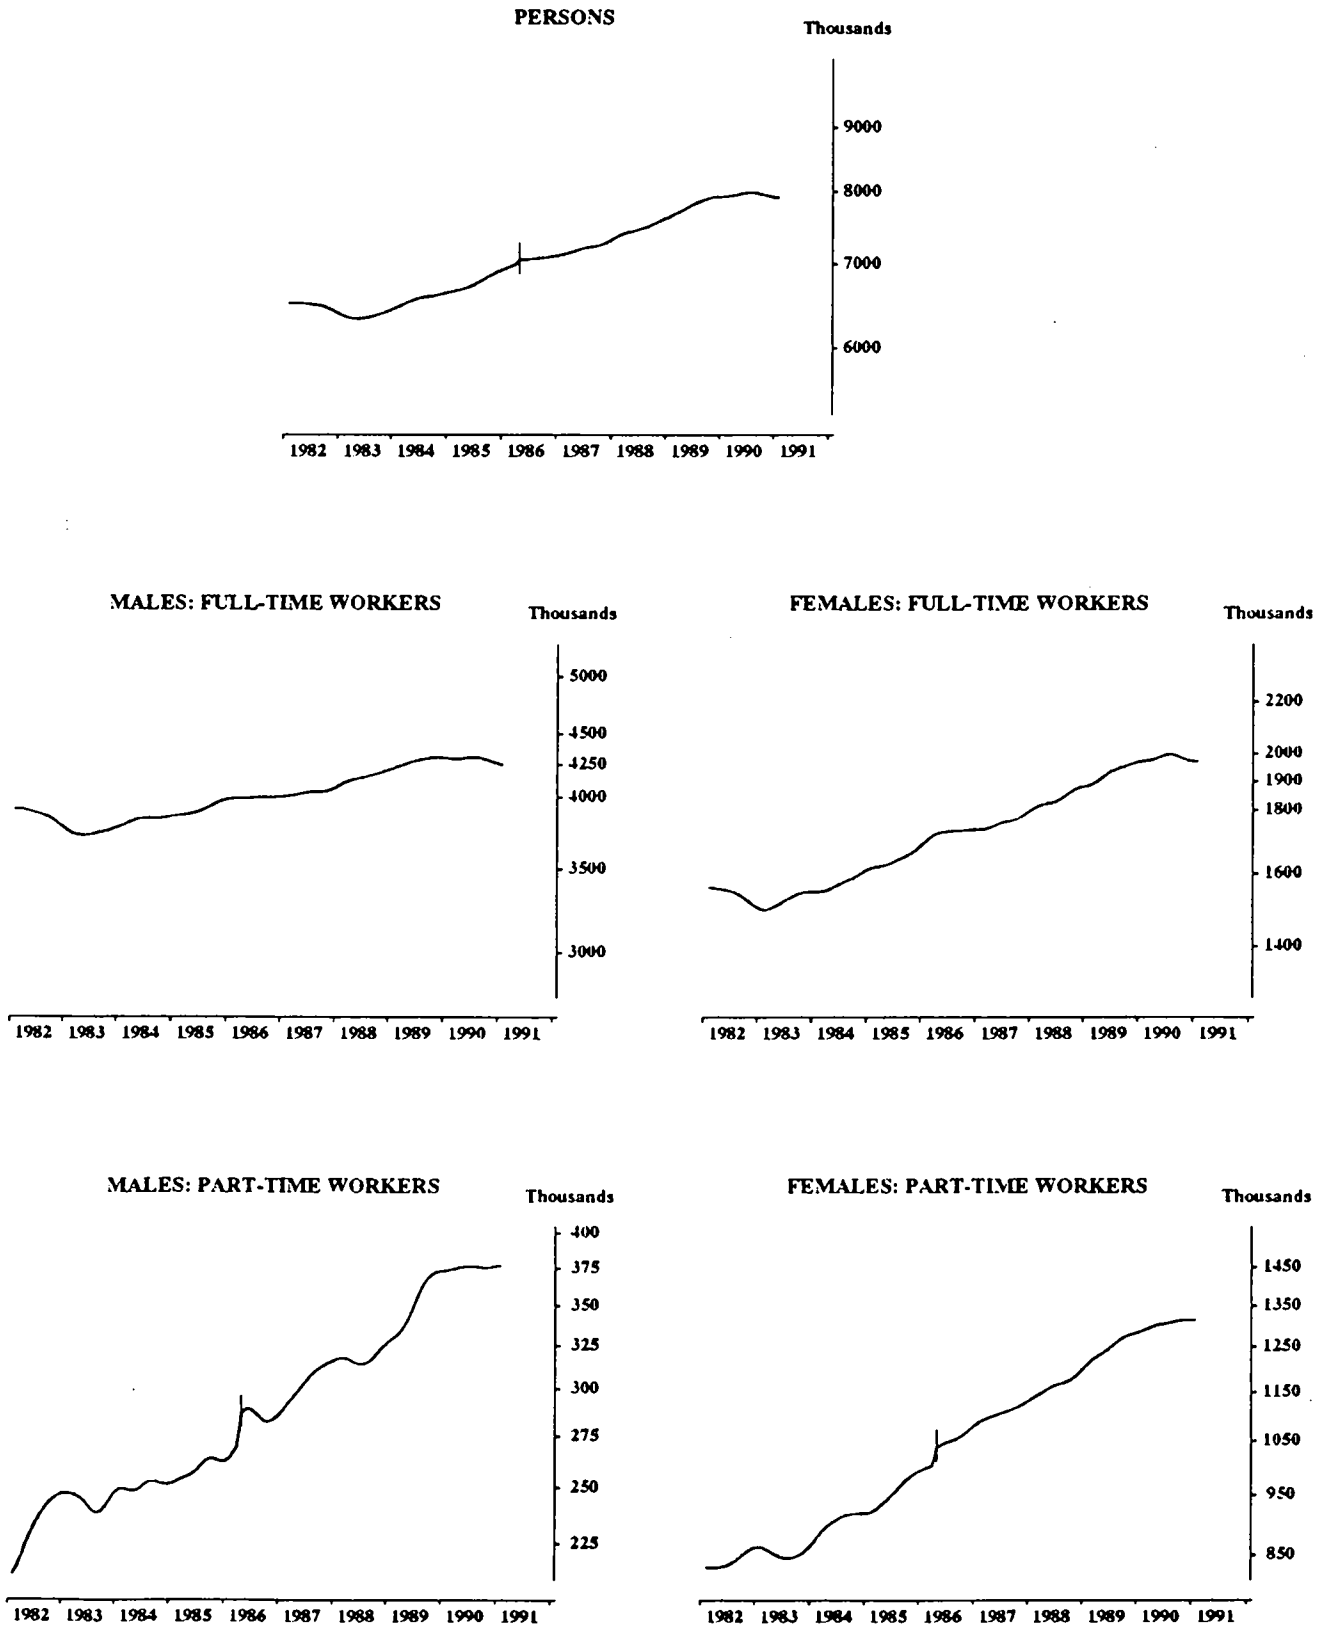 PERSONS
Thousands
9000
8000
7000
6000
1982 1983 1984 1985 1986 1987 1988 1989 1990 1991
MALES: FULL-TIME WORKERS
Thousands
5000
4500
4250
4000
3500
3000
1982 1983 1984 1985 1986 1987 1988 1989 1990 1991
FEMALES: FULL-TIME WORKERS
Thousands
2200
2000
1900
1800
1600
1400
1982 1983 1984 1985 1986 1987 1988 1989 1990 1991
MALES: PART-TIME WORKERS
Thousands
400
375
350
325
300
275
250
225
1982 1983 1984 1985 1986 1987 1988 1989 1990 1991
FEMALES: PART-TIME WORKERS
Thousands
1450
1350
1250
1150
1050
950
850
1982 1983 1984 1985 1986 1987 1988 1989 1990 1991